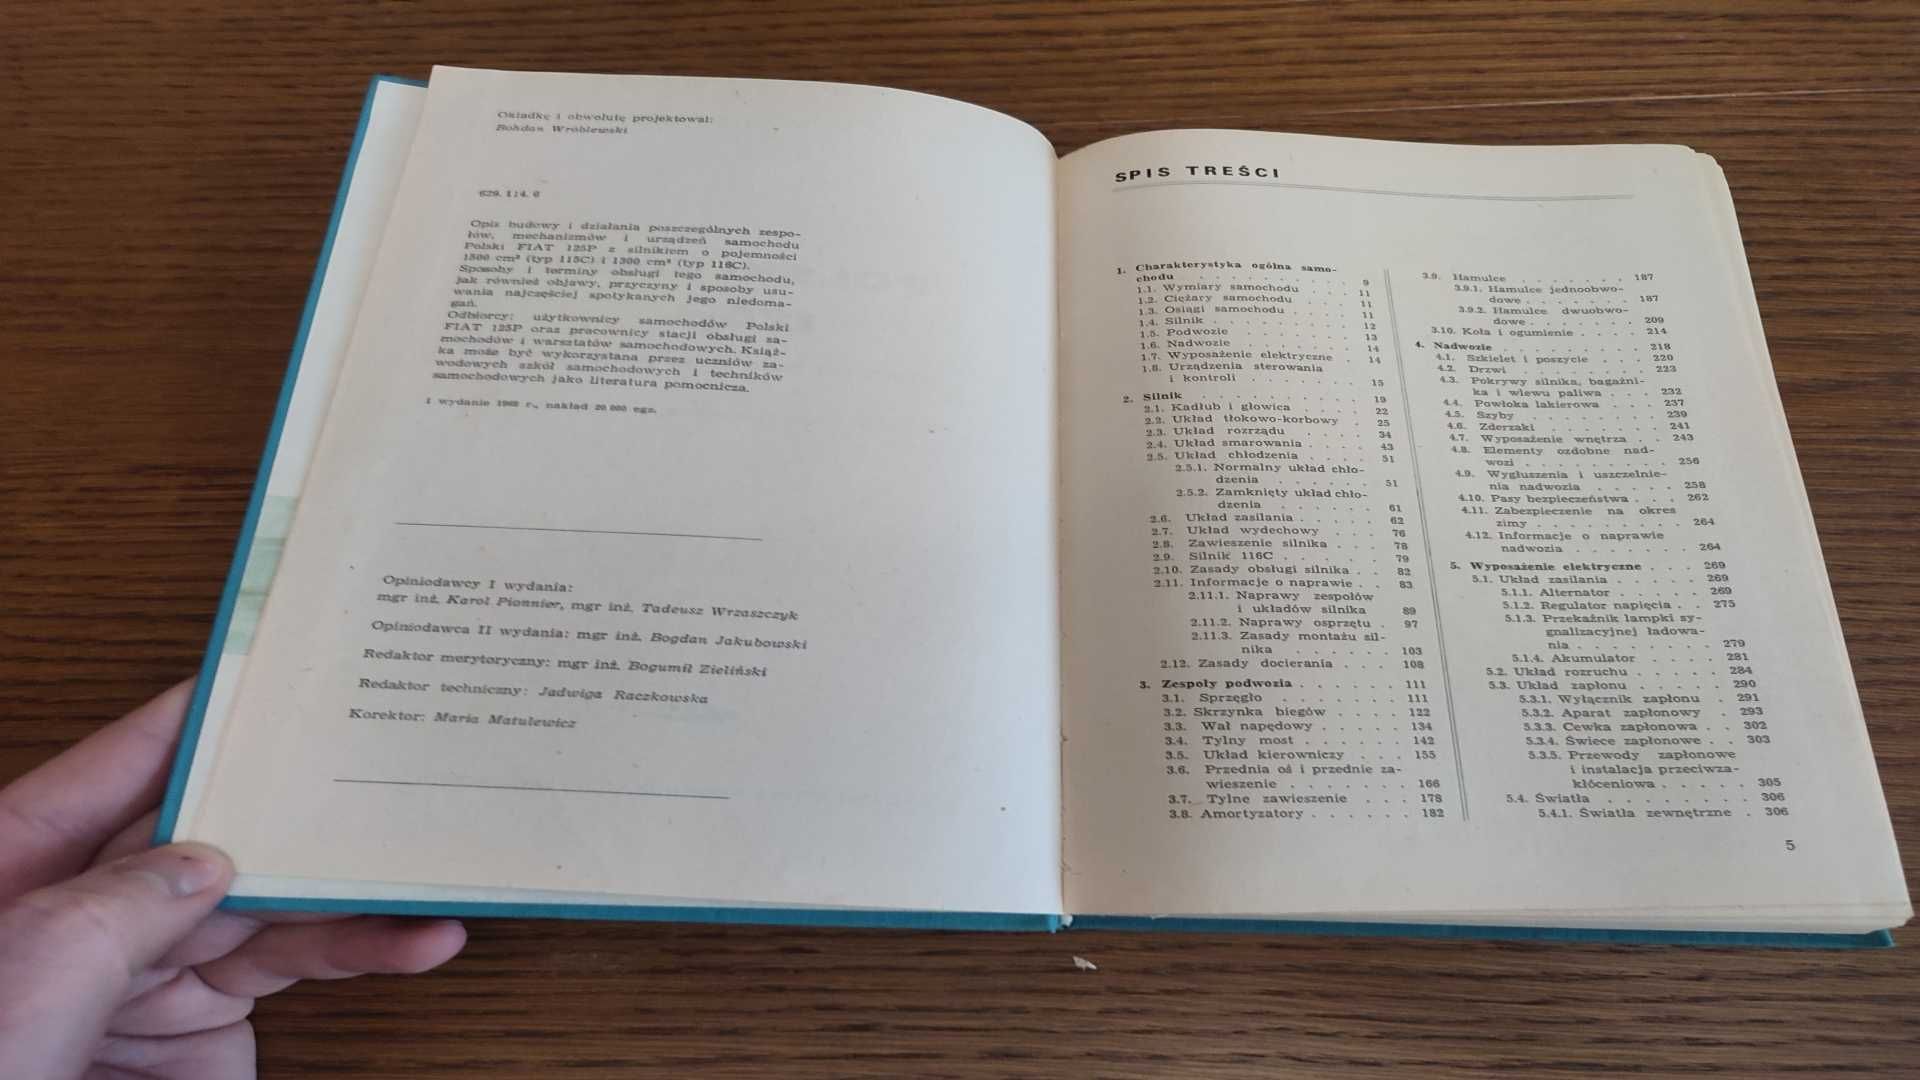 Okładkę i obwolutę projektował:
Bohdan Wróblewski
629.114.6
Opis budowy i działania poszczególnych zespo-
łów, mechanizmów i urządzeń samochodu
Polski FIAT 125P z silnikiem o pojemności
1500 cm³ (typ 115C) i 1300 cm³ (typ 116C).
Sposoby i terminy obsługi tego samochodu,
jak również objawy, przyczyny i sposoby usu-
wania najczęściej spotykanych jego niedoma-
gań.
Odbiorcy: użytkownicy samochodów Polski
FIAT 125P oraz pracownicy stacji obsługi sa-
mochodów i warsztatów samochodowych. Książ-
ka może być wykorzystana przez uczniów za-
wodowych szkół samochodowych i techników
samochodowych jako literatura pomocnicza.
I wydanie 1969 r., nakład 20 000 egz.
Opiniodawcy I wydania:
mgr inż. Karol Pionnier, mgr inż. Tadeusz Wrzaszczyk
Opiniodawca II wydania: mgr inż. Bogdan Jakubowski
Redaktor merytoryczny: mgr inż. Bogumił Zieliński
Redaktor techniczny: Jadwiga Raczkowska
Korektor: Maria Matulewicz
SPIS TREŚCI
1. Charakterystyka ogólna samo-
chodu . . . . . . . . . 9
1.1. Wymiary samochodu . . . 11
1.2. Ciężary samochodu . . . 11
1.3. Osiągi samochodu . . . . 11
1.4. Silnik . . . . . . . . 12
1.5. Podwozie . . . . . . . 13
1.6. Nadwozie . . . . . . . 14
1.7. Wyposażenie elektryczne . 14
1.8. Urządzenia sterowania
i kontroli . . . . . . . 15
2. Silnik . . . . . . . . . 19
2.1. Kadłub i głowica . . . . 22
2.2. Układ tłokowo-korbowy . 25
2.3. Układ rozrządu . . . . 34
2.4. Układ smarowania . . . . 43
2.5. Układ chłodzenia . . . . 51
2.5.1. Normalny układ chło-
dzenia . . . . . . 51
2.5.2. Zamknięty układ chło-
dzenia . . . . . . 61
2.6. Układ zasilania . . . . . 62
2.7. Układ wydechowy . . . 76
2.8. Zawieszenie silnika . . . 78
2.9. Silnik 116C . . . . . . 79
2.10. Zasady obsługi silnika . . 82
2.11. Informacje o naprawie . . 83
2.11.1. Naprawy zespołów
i układów silnika 89
2.11.2. Naprawy osprzętu . 97
2.11.3. Zasady montażu sil-
nika . . . . . . 103
2.12. Zasady docierania . . . 108
3. Zespoły podwozia . . . . . . 111
3.1. Sprzęgło . . . . . . 111
3.2. Skrzynka biegów . . . . 122
3.3. Wał napędowy . . . . . 134
3.4. Tylny most . . . . . . 142
3.5. Układ kierowniczy . . . 155
3.6. Przednia oś i przednie za-
wieszenie . . . . . . . 166
3.7. Tylne zawieszenie . . . 178
3.8. Amortyzatory . . . . . . 182
3.9. Hamulce . . . . . . . 187
3.9.1. Hamulce jednoobwo-
dowe . . . . . . . 187
3.9.2. Hamulce dwuobwo-
dowe . . . . . . . 209
3.10. Koła i ogumienie . . . . 214
4. Nadwozie . . . . . . . . . 218
4.1. Szkielet i poszycie . . . 220
4.2. Drzwi . . . . . . . . 223
4.3. Pokrywy silnika, bagażni-
ka i wlewu paliwa . . . 232
4.4. Powłoka lakierowa . . . 237
4.5. Szyby . . . . . . . . 239
4.6. Zderzaki . . . . . . . 241
4.7. Wyposażenie wnętrza . . 243
4.8. Elementy ozdobne nad-
wozi . . . . . . . . . 256
4.9. Wygłuszenia i uszczelnie-
nia nadwozia . . . . . 258
4.10. Pasy bezpieczeństwa . . . 262
4.11. Zabezpieczenie na okres
zimy . . . . . . . . . 264
4.12. Informacje o naprawie
nadwozia . . . . . . . 264
5. Wyposażenie elektryczne . . . 269
5.1. Układ zasilania . . . . . 269
5.1.1. Alternator . . . . . 269
5.1.2. Regulator napięcia . . 275
5.1.3. Przekaźnik lampki sy-
gnalizacyjnej ładowa-
nia . . . . . . . . 279
5.1.4. Akumulator . . . . 281
5.2. Układ rozruchu . . . . . 284
5.3. Układ zapłonu . . . . . 290
5.3.1. Wyłącznik zapłonu . 291
5.3.2. Aparat zapłonowy . 293
5.3.3. Cewka zapłonowa . . 302
5.3.4. Świece zapłonowe . . 303
5.3.5. Przewody zapłonowe
i instalacja przeciwza-
kłóceniowa . . . . . 305
5.4. Światła . . . . . . . . 306
5.4.1. Światła zewnętrzne . 306
5